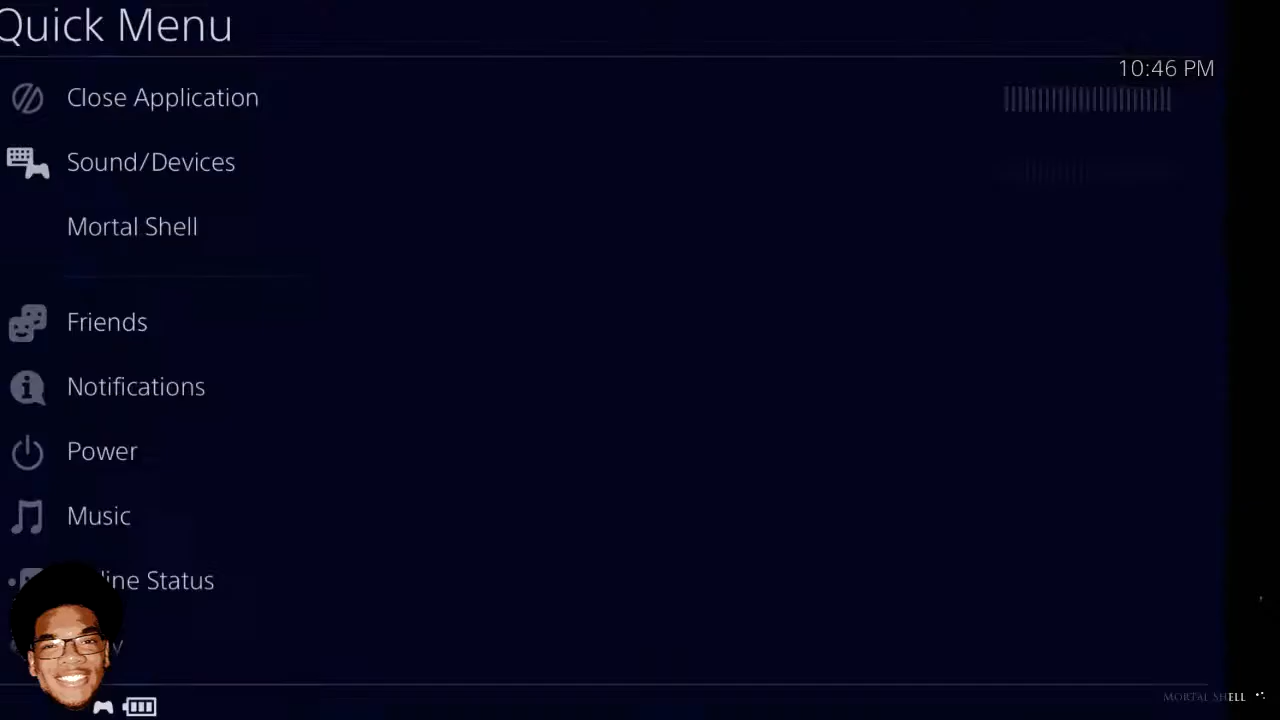 Quick Menu
10:46 PM
Close Application
Sound/Devices
Mortal Shell
Friends
Notifications
Power
Music
line Status
MORTAL SHELL